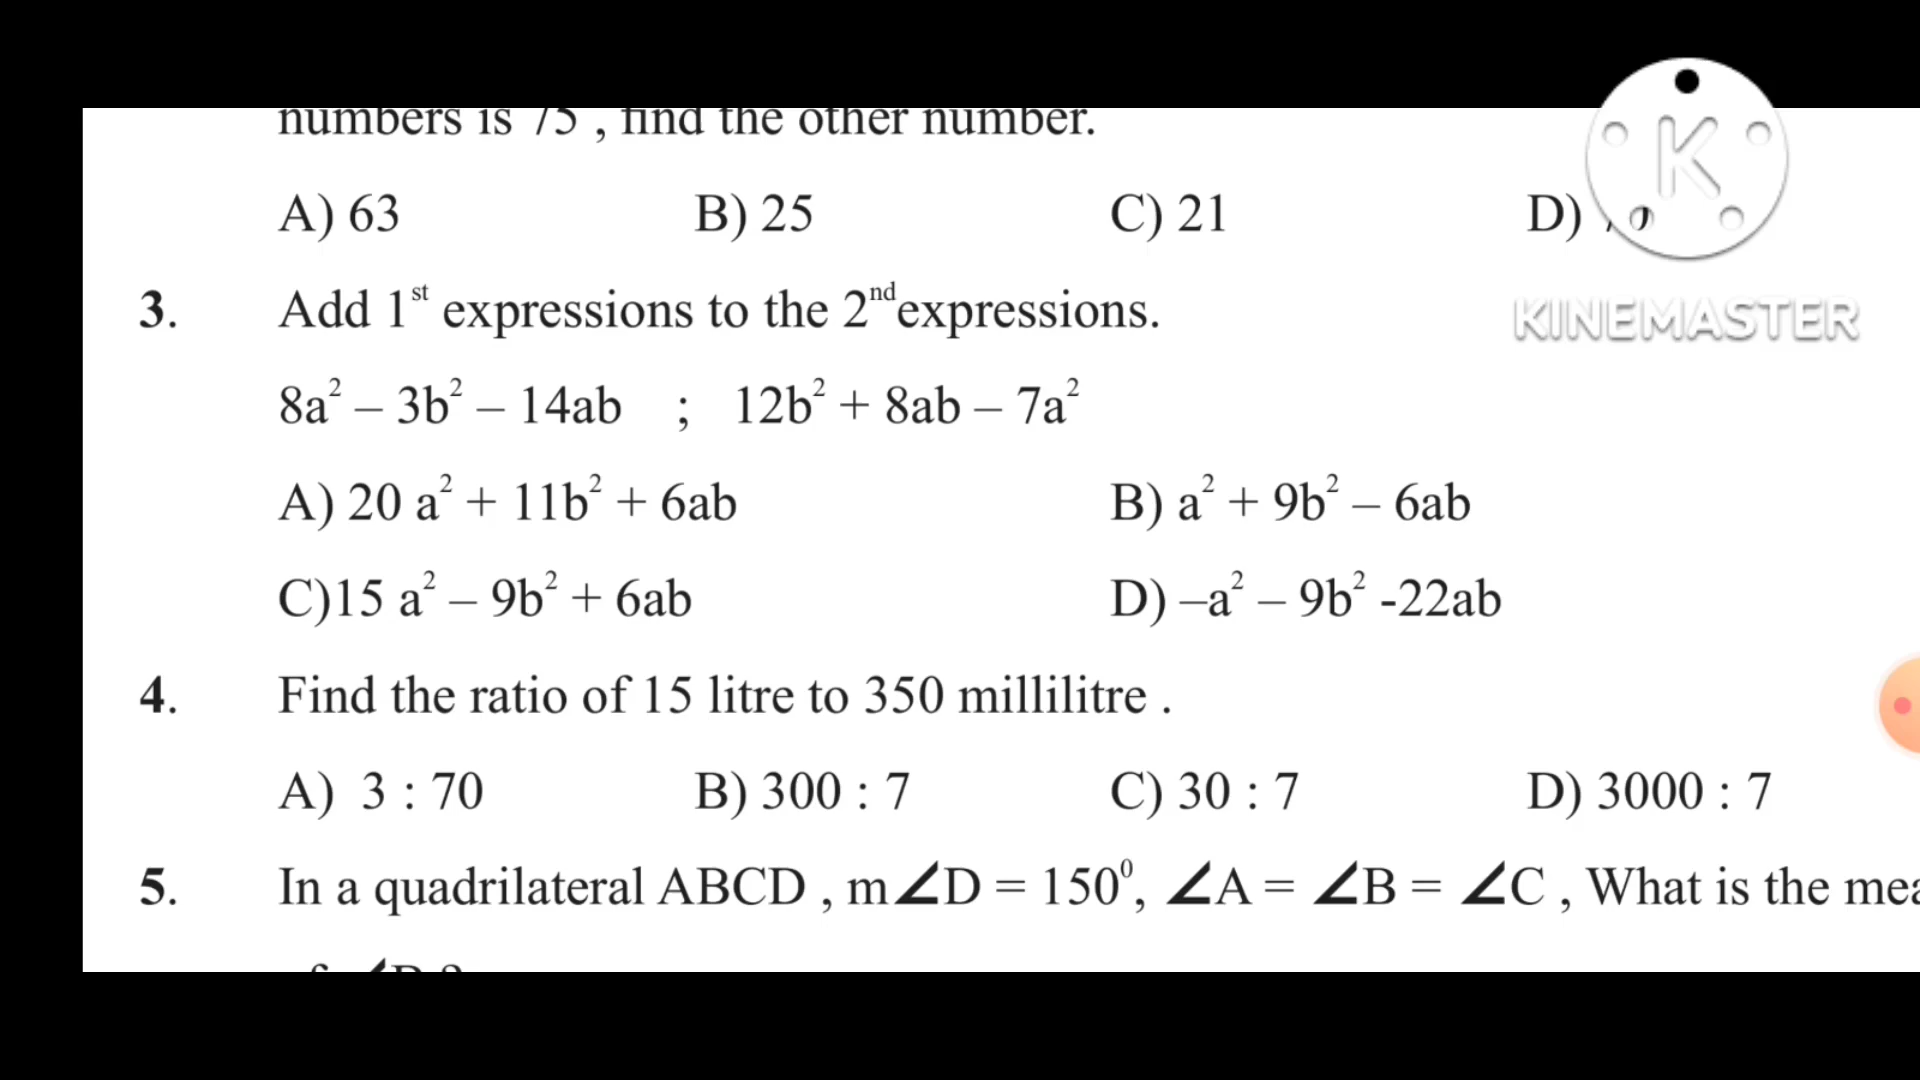 numbers is 75 , find the other number.
A) 63 B) 25 C) 21 D)
K
KINEMASTER
3. Add 1st expressions to the 2nd expressions.
8a² – 3b² – 14ab ; 12b² + 8ab – 7a²
A) 20 a² + 11b² + 6ab B) a² + 9b² – 6ab
C)15 a² – 9b² + 6ab D) –a² – 9b² -22ab
4. Find the ratio of 15 litre to 350 millilitre .
A) 3 : 70 B) 300 : 7 C) 30 : 7 D) 3000 : 7
5. In a quadrilateral ABCD , m∠D = 150⁰, ∠A = ∠B = ∠C , What is the mea